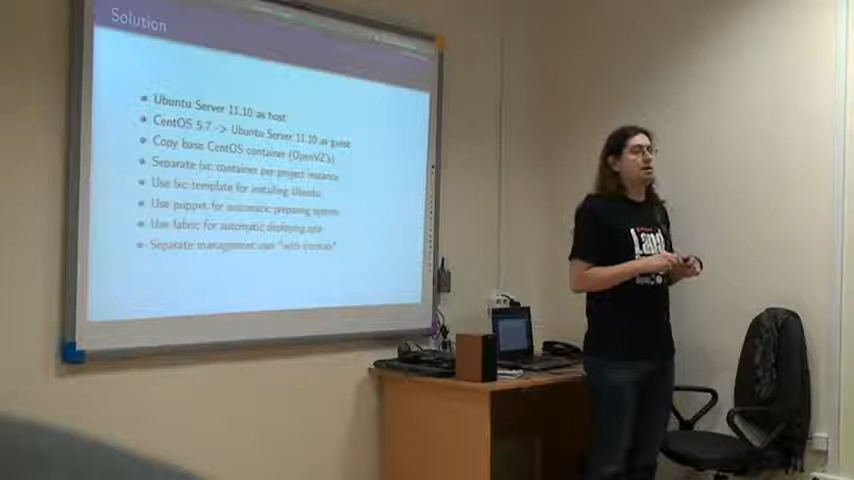 Solution
Ubuntu Server 11.10 as host
CentOS 5.7 -> Ubuntu Server 11.10 as guest
Copy base CentOS container (OpenVZ's)
Separate lxc container per project instance
Use lxc template for installing Ubuntu
Use puppet for automatic preparing system
Use fabric for automatic deploying app
Separate management user "with